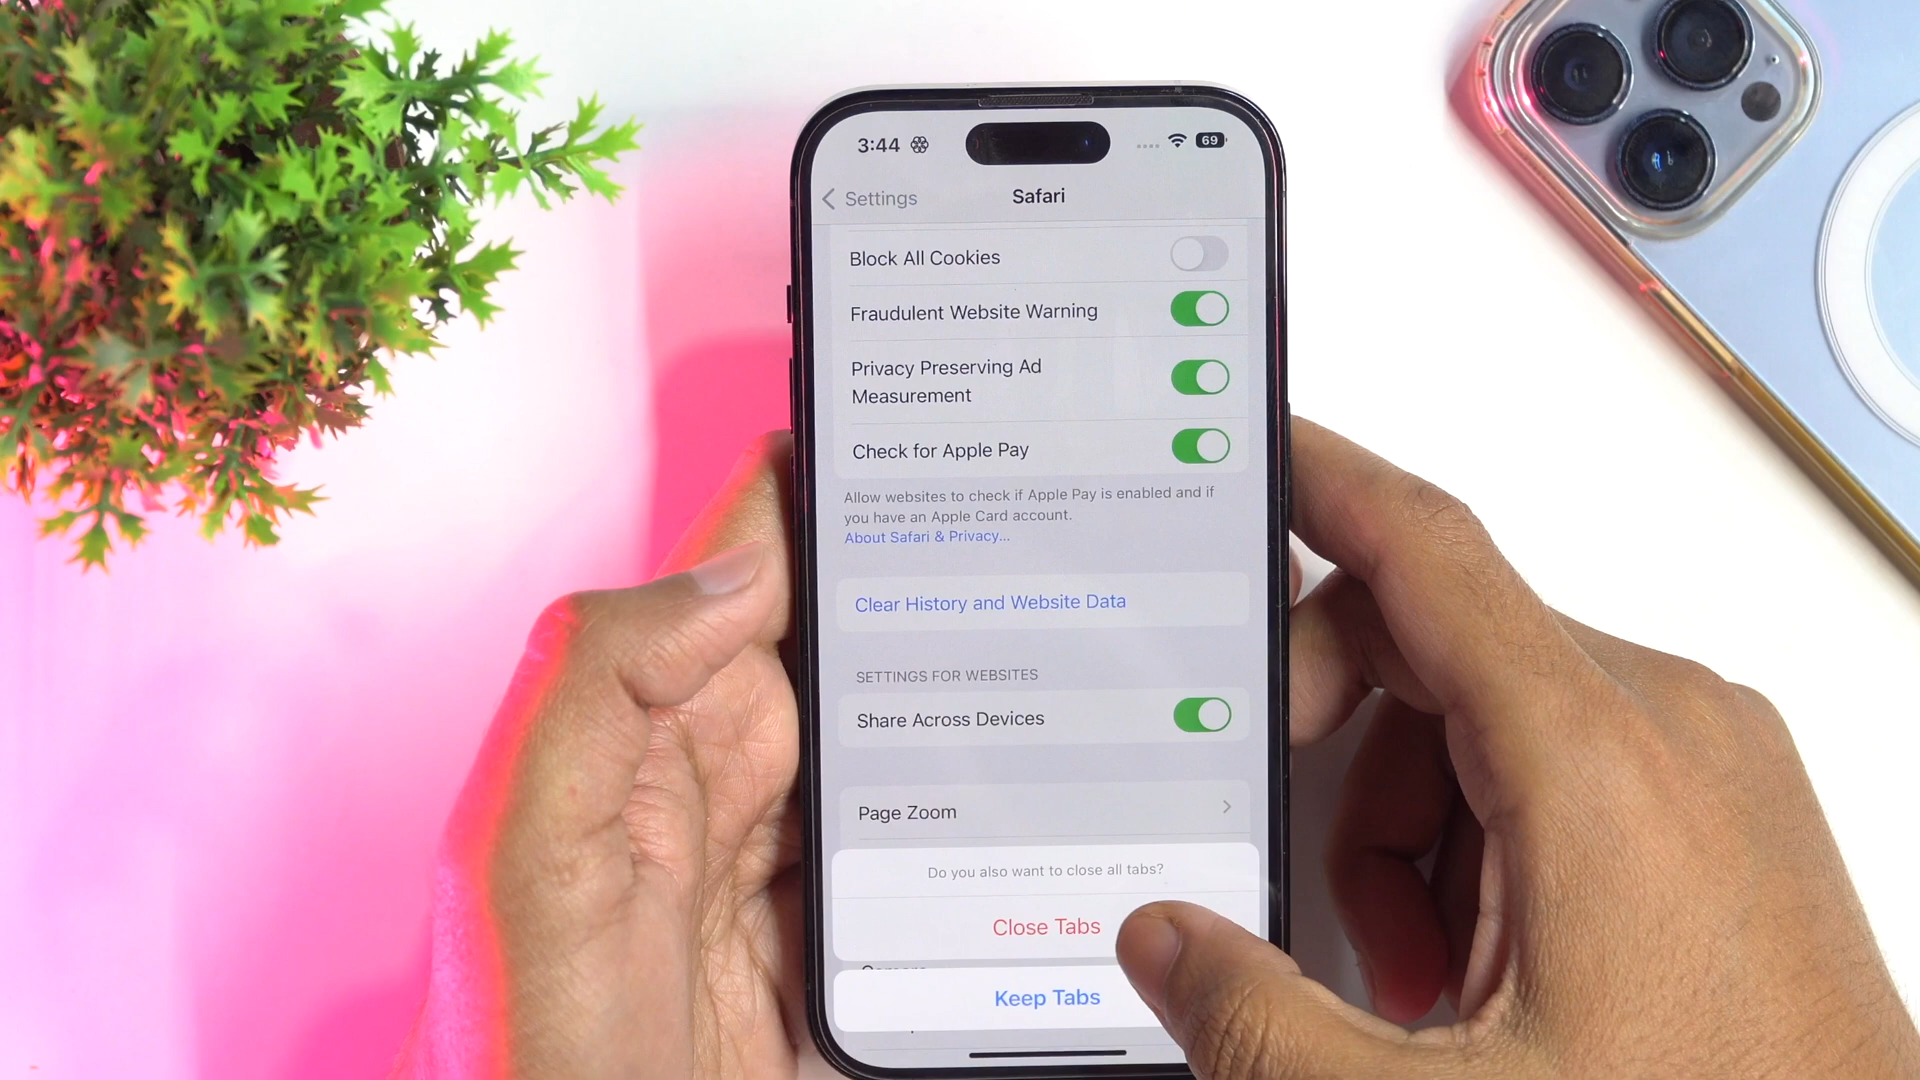 3:44
69
Settings
Safari
Block All Cookies
Fraudulent Website Warning
Privacy Preserving Ad
Measurement
Check for Apple Pay
Allow websites to check if Apple Pay is enabled and if
you have an Apple Card account.
About Safari & Privacy...
Clear History and Website Data
SETTINGS FOR WEBSITES
Share Across Devices
Page Zoom
Do you also want to close all tabs?
Close Tabs
Keep Tabs